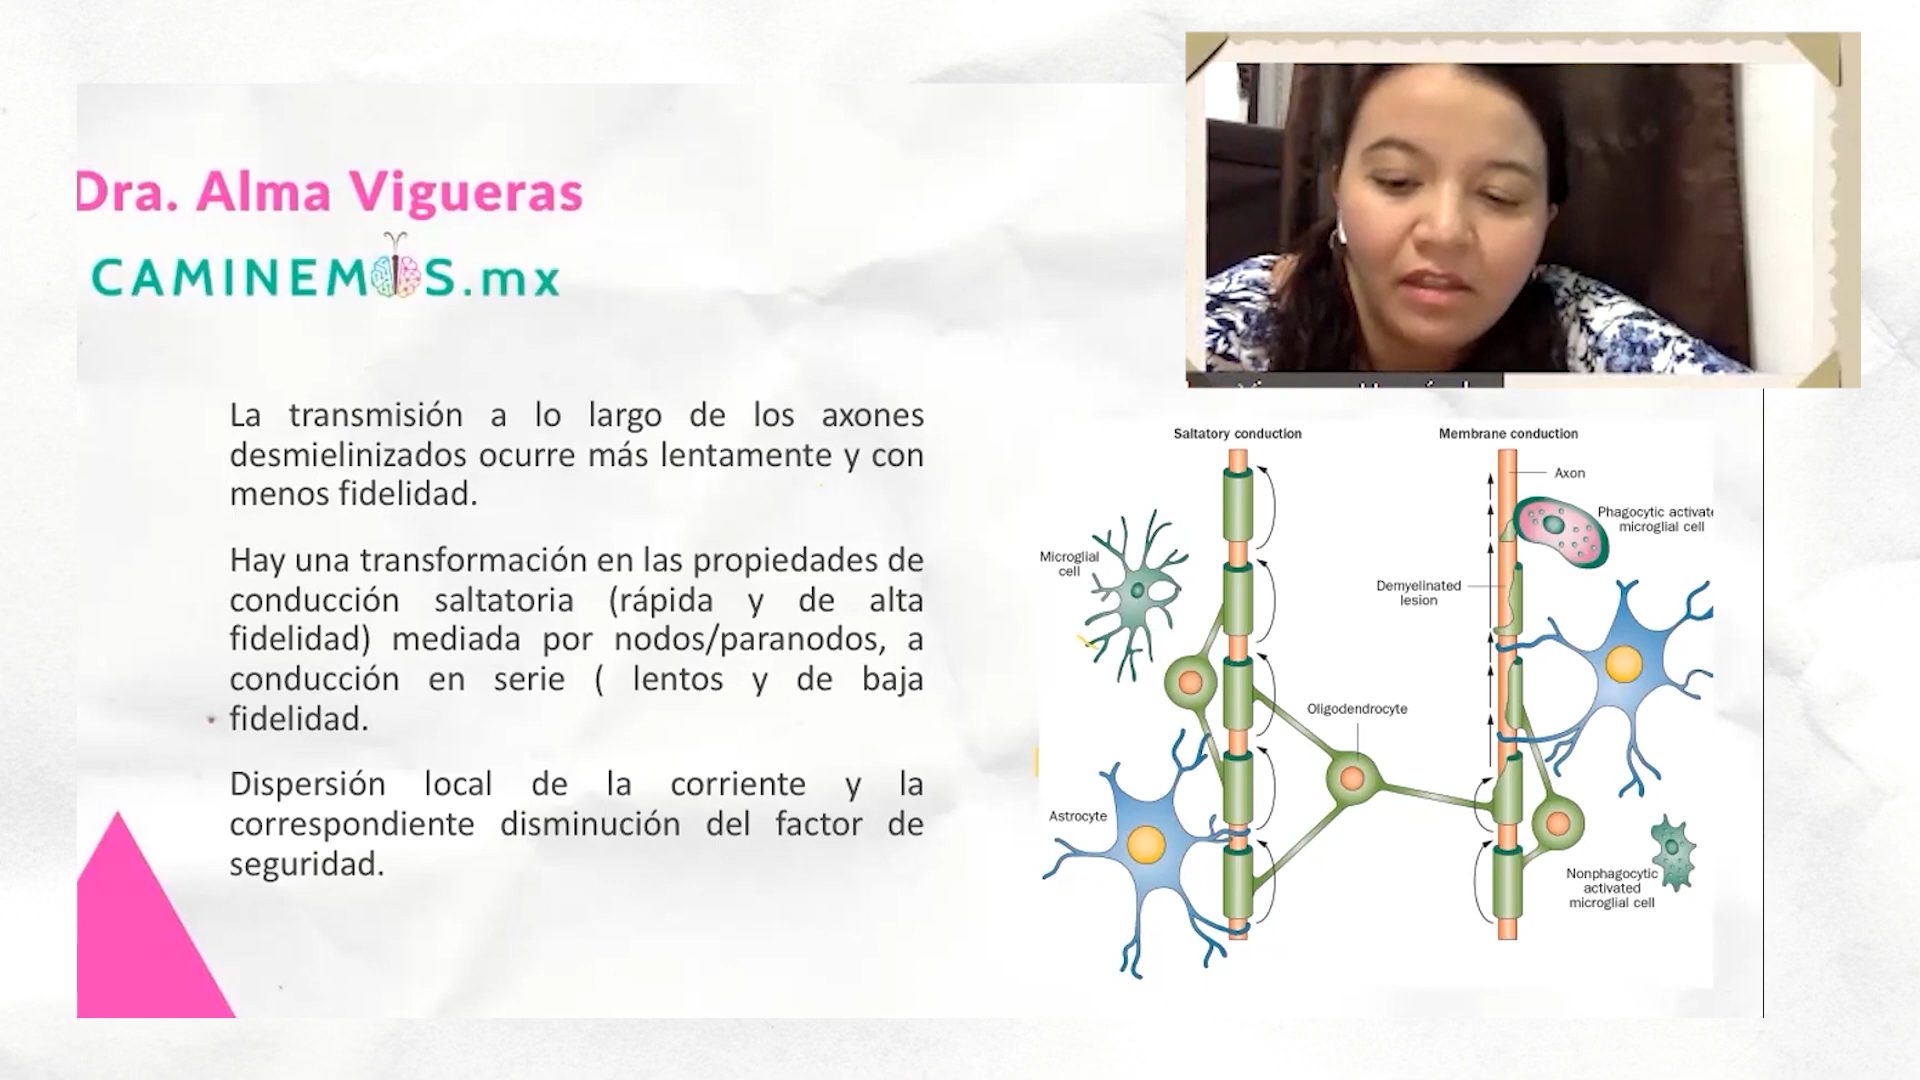 Dra. Alma Vigueras
CAMINEMOS.mx
La transmisión a lo largo de los axones
desmielinizados ocurre más lentamente y con
menos fidelidad.
Hay una transformación en las propiedades de
conducción saltatoria (rápida y de alta
fidelidad) mediada por nodos/paranodos, a
conducción en serie ( lentos y de baja
fidelidad.
Dispersión local de la corriente y la
correspondiente disminución del factor de
seguridad.
Saltatory conduction
Membrane conduction
Axon
Phagocytic activate
microglial cell
Microglial
cell
Demyelinated
lesion
Oligodendrocyte
Astrocyte
Nonphagocytic
activated
microglial cell